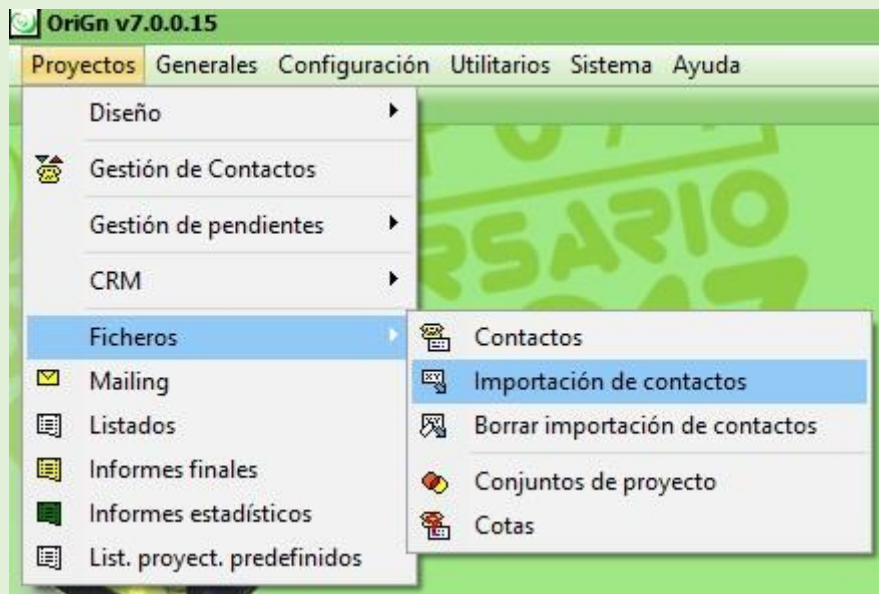 OriGn v7.0.0.15
Proyectos Generales Configuración Utilitarios Sistema Ayuda
Diseño
Gestión de Contactos
Gestión de pendientes
CRM
Ficheros
Mailing
Listados
Informes finales
Informes estadísticos
List. proyect. predefinidos
Contactos
Importación de contactos
Borrar importación de contactos
Conjuntos de proyecto
Cotas